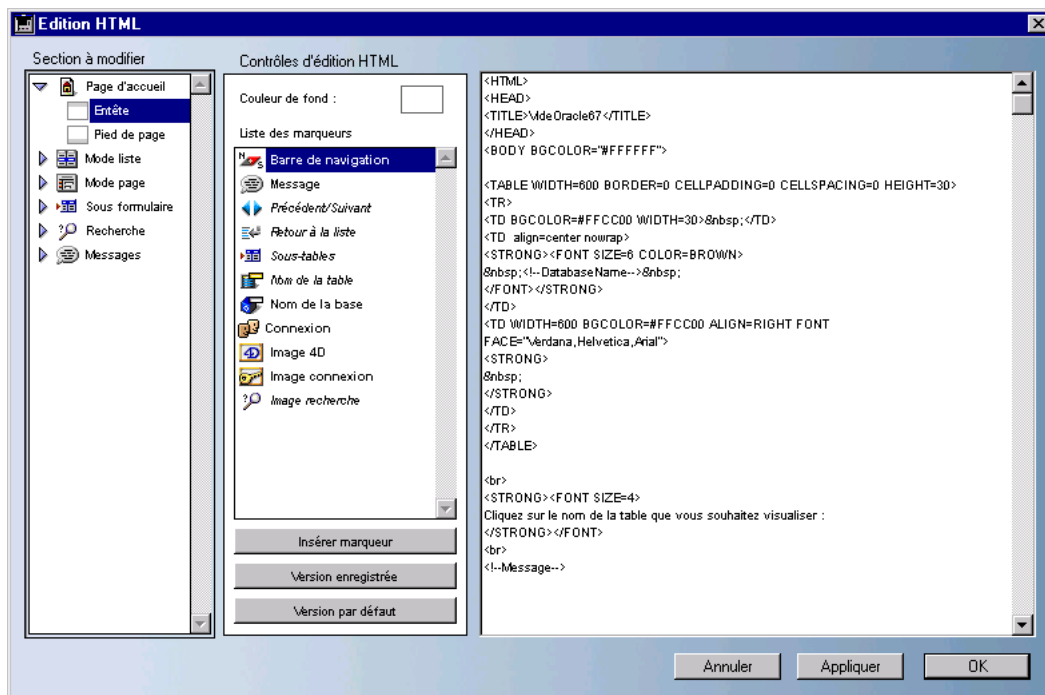 Edition HTML
Section à modifier
Page d'accueil
Entête
Pied de page
Mode liste
Mode page
Sous formulaire
Recherche
Messages
Contrôles d'édition HTML
Couleur de fond :
Liste des marqueurs
Barre de navigation
Message
Précédent/Suivant
Retour à la liste
Sous-tables
Nom de la table
Nom de la base
Connexion
Image 4D
Image connexion
Image recherche
Insérer marqueur
Version enregistrée
Version par défaut
<HTML>
<HEAD>
<TITLE>VdeOracle67</TITLE>
</HEAD>
<BODY BGCOLOR="#FFFFFF">
<TABLE WIDTH=600 BORDER=0 CELLPADDING=0 CELLSPACING=0 HEIGHT=30>
<TR>
<TD BGCOLOR=#FFCC00 WIDTH=30>&nbsp;</TD>
<TD align=center nowrap>
<STRONG><FONT SIZE=6 COLOR=BROWN>
&nbsp;<!--DatabaseName-->&nbsp;
</FONT></STRONG>
</TD>
<TD WIDTH=600 BGCOLOR=#FFCC00 ALIGN=RIGHT FONT
FACE="Verdana,Helvetica,Arial">
<STRONG>
&nbsp;
</STRONG>
</TD>
</TR>
</TABLE>
<br>
<STRONG><FONT SIZE=4>
Cliquez sur le nom de la table que vous souhaitez visualiser :
</STRONG></FONT>
<br>
<!--Message-->
Annuler
Appliquer
OK